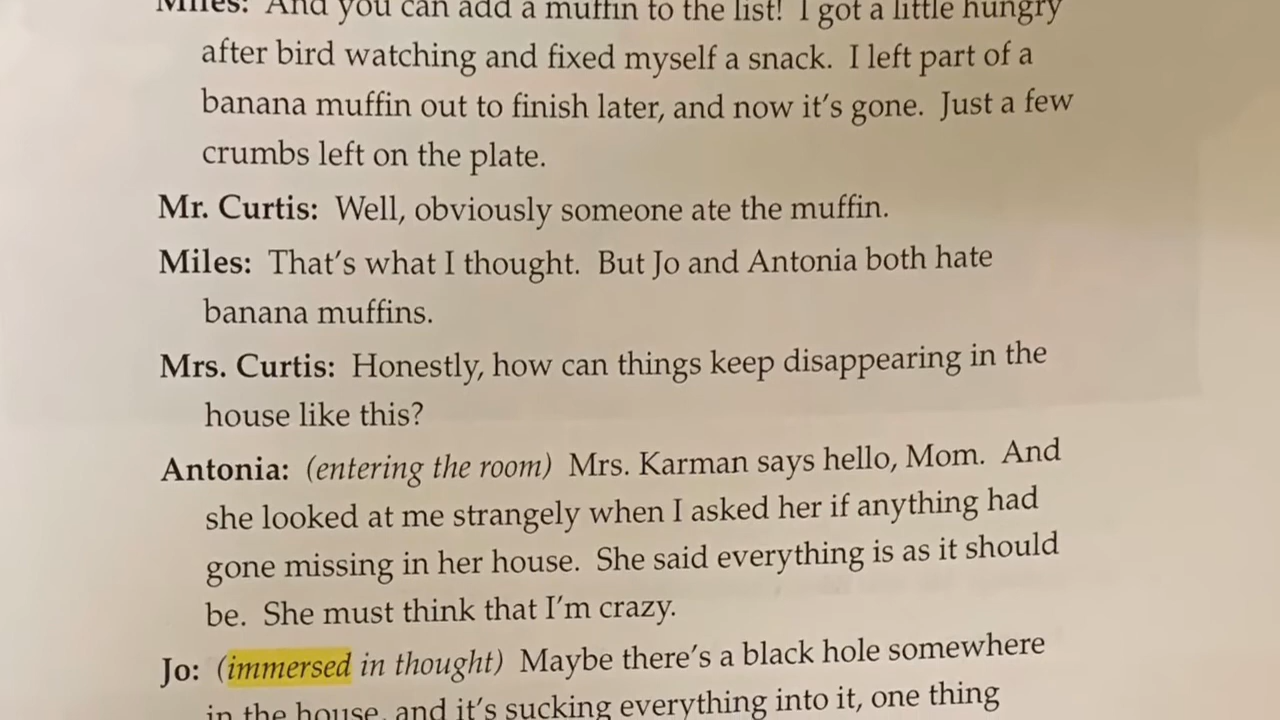 Miles: And you can add a muffin to the list! I got a little hungry
after bird watching and fixed myself a snack. I left part of a
banana muffin out to finish later, and now it's gone. Just a few
crumbs left on the plate.
Mr. Curtis: Well, obviously someone ate the muffin.
Miles: That's what I thought. But Jo and Antonia both hate
banana muffins.
Mrs. Curtis: Honestly, how can things keep disappearing in the
house like this?
Antonia: (entering the room) Mrs. Karman says hello, Mom. And
she looked at me strangely when I asked her if anything had
gone missing in her house. She said everything is as it should
be. She must think that I'm crazy.
Jo: (immersed in thought) Maybe there's a black hole somewhere
in the house, and it's sucking everything into it, one thing